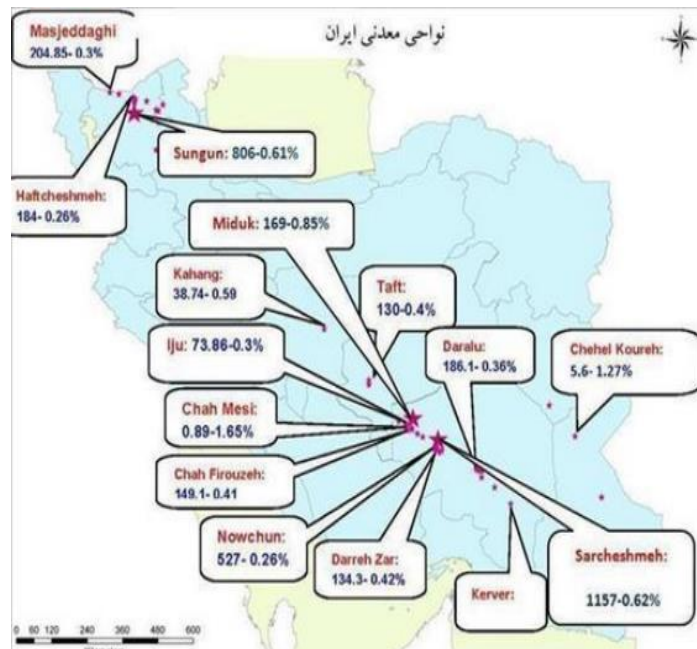 نواحی معدنی ایران
Masjeddaghi
204.85- 0.3%
Sungun: 806-0.61%
Haftcheshmeh:
184- 0.26%
Miduk: 169-0.85%
Kahang:
38.74- 0.59
Taft:
130-0.4%
Iju: 73.86-0.3%
Daralu:
186.1- 0.36%
Chehel Koureh:
5.6- 1.27%
Chah Mesi:
0.89-1.65%
Chah Firouzeh:
149.1- 0.41
Nowchun:
527- 0.26%
Darreh Zar:
134.3- 0.42%
Kerver:
Sarcheshmeh:
1157-0.62%
0 60 120 240 360 480 600